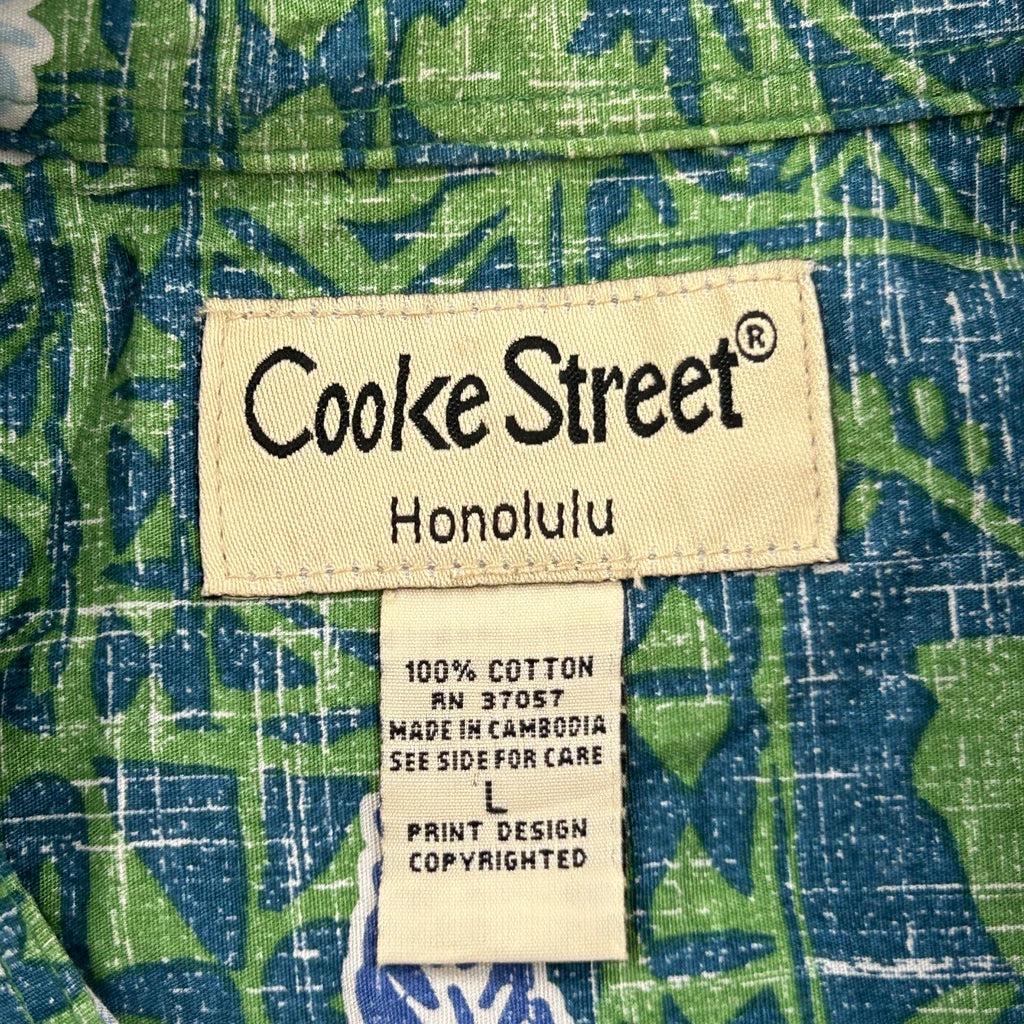 Cooke Street®
Honolulu
100% COTTON
RN 37057
MADE IN CAMBODIA
SEE SIDE FOR CARE
L
PRINT DESIGN
COPYRIGHTED